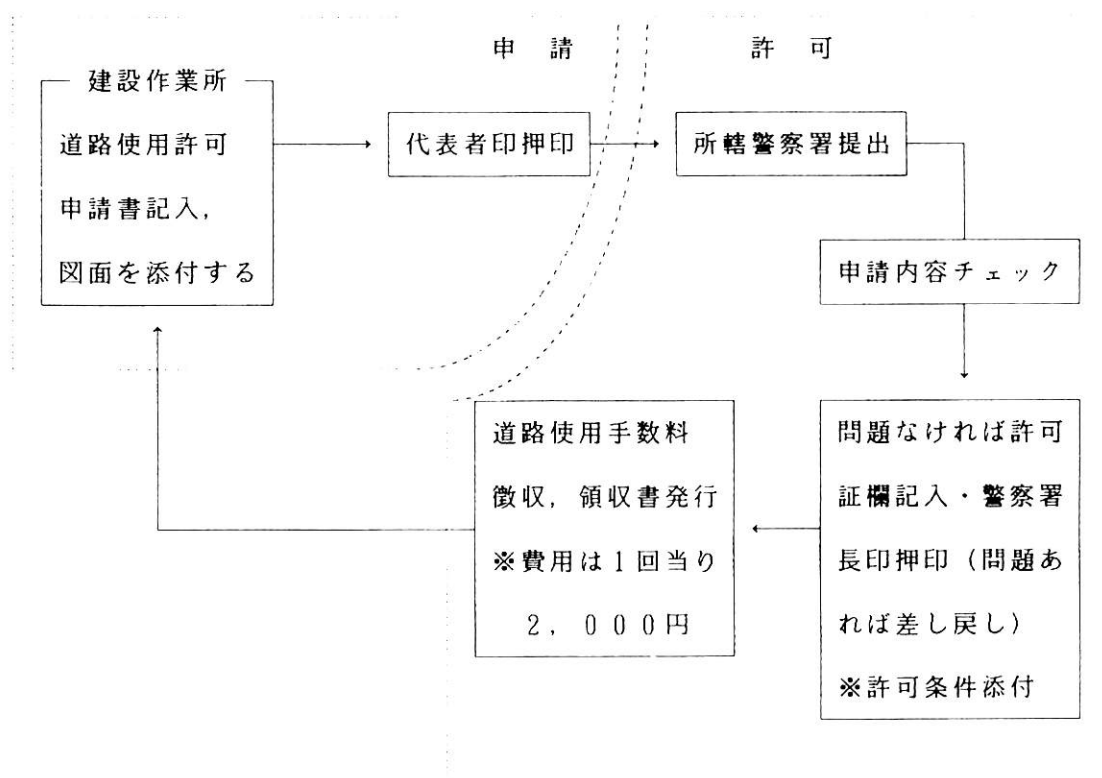 申請
許可
建設作業所
道路使用許可
申請書記入，
図面を添付する
代表者印押印
所轄警察署提出
申請内容チェック
問題なければ許可
証欄記入・警察署
長印押印（問題あ
れば差し戻し）
※許可条件添付
道路使用手数料
徴収，領収書発行
※費用は1回当り
２，０００円